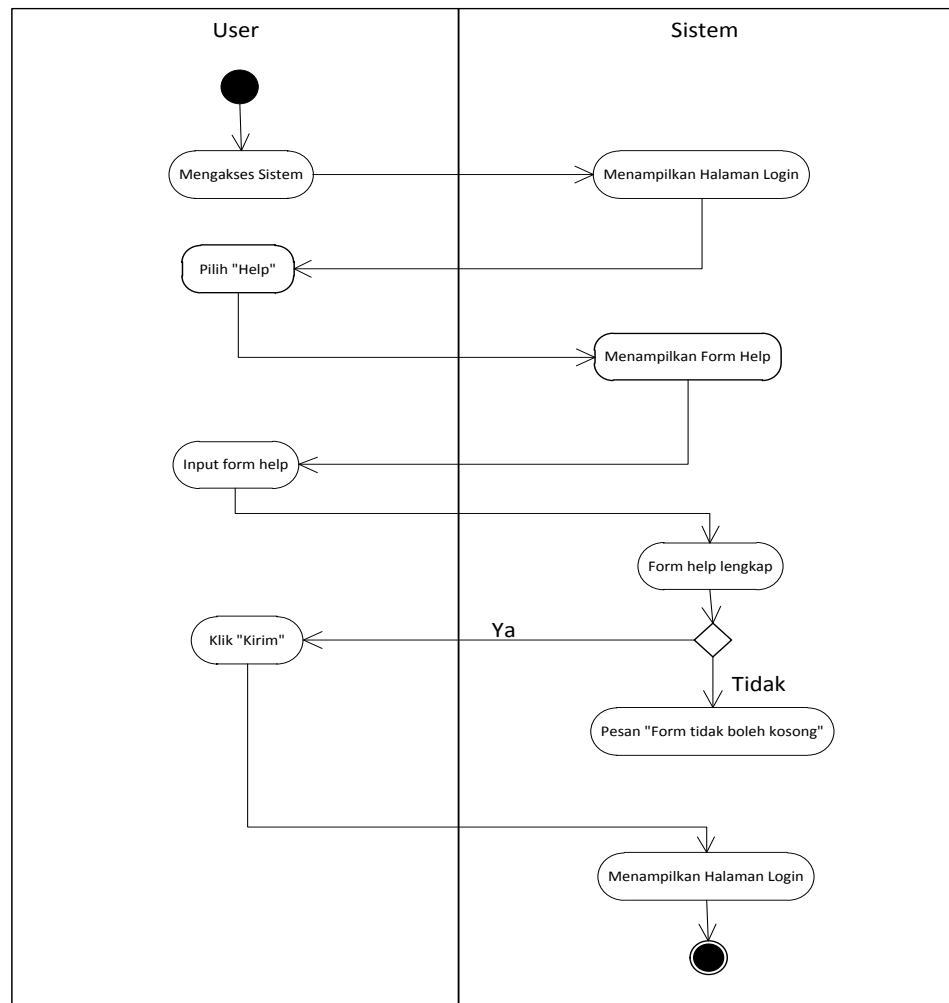 User
Sistem
Mengakses Sistem
Menampilkan Halaman Login
Pilih "Help"
Menampilkan Form Help
Input form help
Form help lengkap
Klik "Kirim"
Ya
Tidak
Pesan "Form tidak boleh kosong"
Menampilkan Halaman Login